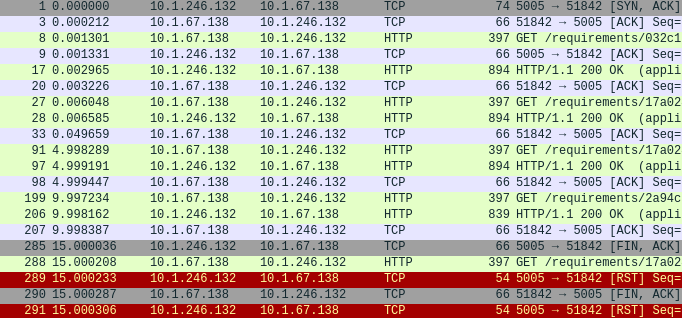 1 0.000000 10.1.246.132 10.1.67.138 TCP 74 5005 → 51842 [SYN, ACK]
3 0.000212 10.1.67.138 10.1.246.132 TCP 66 51842 → 5005 [ACK] Seq=
8 0.001301 10.1.67.138 10.1.246.132 HTTP 397 GET /requirements/032c1
9 0.001331 10.1.246.132 10.1.67.138 TCP 66 5005 → 51842 [ACK] Seq=
17 0.002965 10.1.246.132 10.1.67.138 HTTP 894 HTTP/1.1 200 OK (appli
20 0.003226 10.1.67.138 10.1.246.132 TCP 66 51842 → 5005 [ACK] Seq=
27 0.006048 10.1.67.138 10.1.246.132 HTTP 397 GET /requirements/17a02
28 0.006585 10.1.246.132 10.1.67.138 HTTP 894 HTTP/1.1 200 OK (appli
33 0.049659 10.1.67.138 10.1.246.132 TCP 66 51842 → 5005 [ACK] Seq=
91 4.998289 10.1.67.138 10.1.246.132 HTTP 397 GET /requirements/17a02
97 4.999191 10.1.246.132 10.1.67.138 HTTP 894 HTTP/1.1 200 OK (appli
98 4.999447 10.1.67.138 10.1.246.132 TCP 66 51842 → 5005 [ACK] Seq=
199 9.997234 10.1.67.138 10.1.246.132 HTTP 397 GET /requirements/2a94c
206 9.998162 10.1.246.132 10.1.67.138 HTTP 839 HTTP/1.1 200 OK (appli
207 9.998387 10.1.67.138 10.1.246.132 TCP 66 51842 → 5005 [ACK] Seq=
285 15.000036 10.1.246.132 10.1.67.138 TCP 66 5005 → 51842 [FIN, ACK]
288 15.000208 10.1.67.138 10.1.246.132 HTTP 397 GET /requirements/17a02
289 15.000233 10.1.246.132 10.1.67.138 TCP 54 5005 → 51842 [RST] Seq=
290 15.000287 10.1.67.138 10.1.246.132 TCP 66 51842 → 5005 [FIN, ACK]
291 15.000306 10.1.246.132 10.1.67.138 TCP 54 5005 → 51842 [RST] Seq=